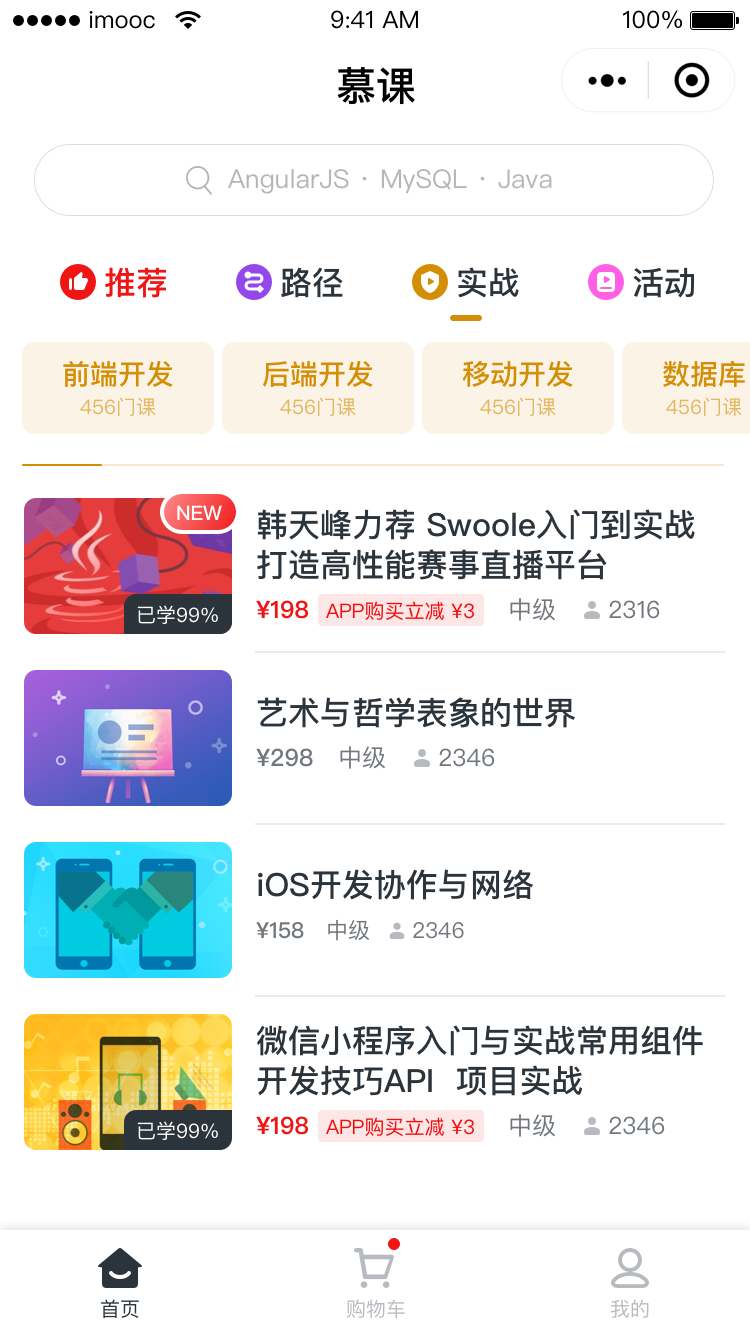 imooc 9:41 AM 100%
慕课
AngularJS · MySQL · Java
推荐 路径 实战 活动
前端开发 后端开发 移动开发 数据库
456门课 456门课 456门课 456门课
NEW
韩天峰力荐 Swoole入门到实战
打造高性能赛事直播平台
已学99%
¥198 APP购买立减 ¥3 中级 2316
艺术与哲学表象的世界
¥298 中级 2346
iOS开发协作与网络
¥158 中级 2346
微信小程序入门与实战常用组件
开发技巧API 项目实战
已学99%
¥198 APP购买立减 ¥3 中级 2346
首页 购物车 我的